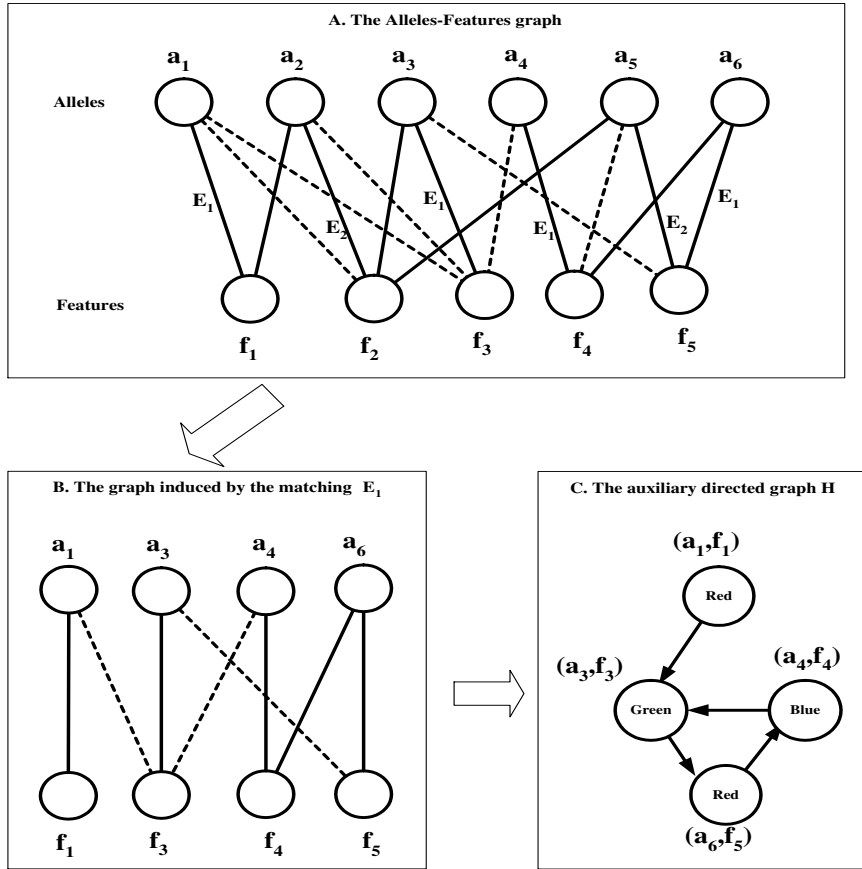 A. The Alleles-Features graph
a1 a2 a3 a4 a5 a6
Alleles
E1 E2 E1 E1 E2 E1
Features
f1 f2 f3 f4 f5
B. The graph induced by the matching E1
a1 a3 a4 a6
f1 f3 f4 f5
C. The auxiliary directed graph H
(a1,f1)
Red
(a3,f3) (a4,f4)
Green Blue
Red
(a6,f5)